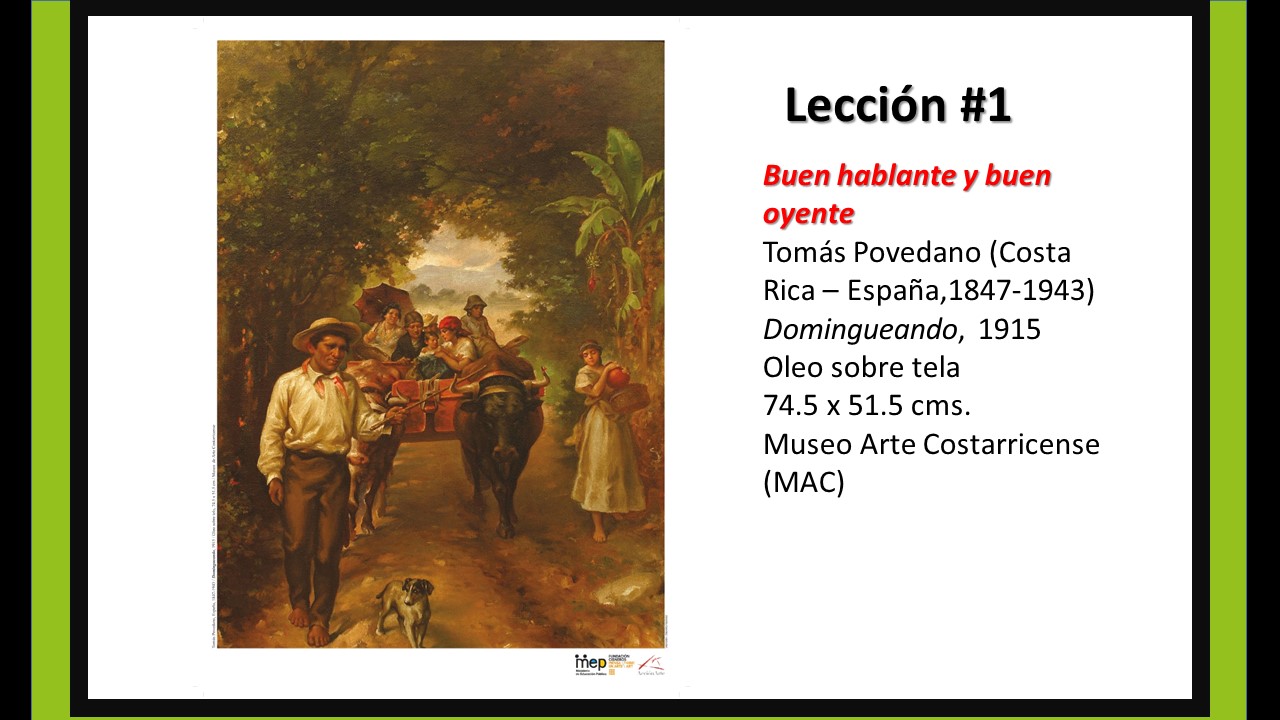 Lección #1
Buen hablante y buen
oyente
Tomás Povedano (Costa
Rica – España,1847-1943)
Domingueando,  1915
Oleo sobre tela
74.5 x 51.5 cms.
Museo Arte Costarricense
(MAC)
mep